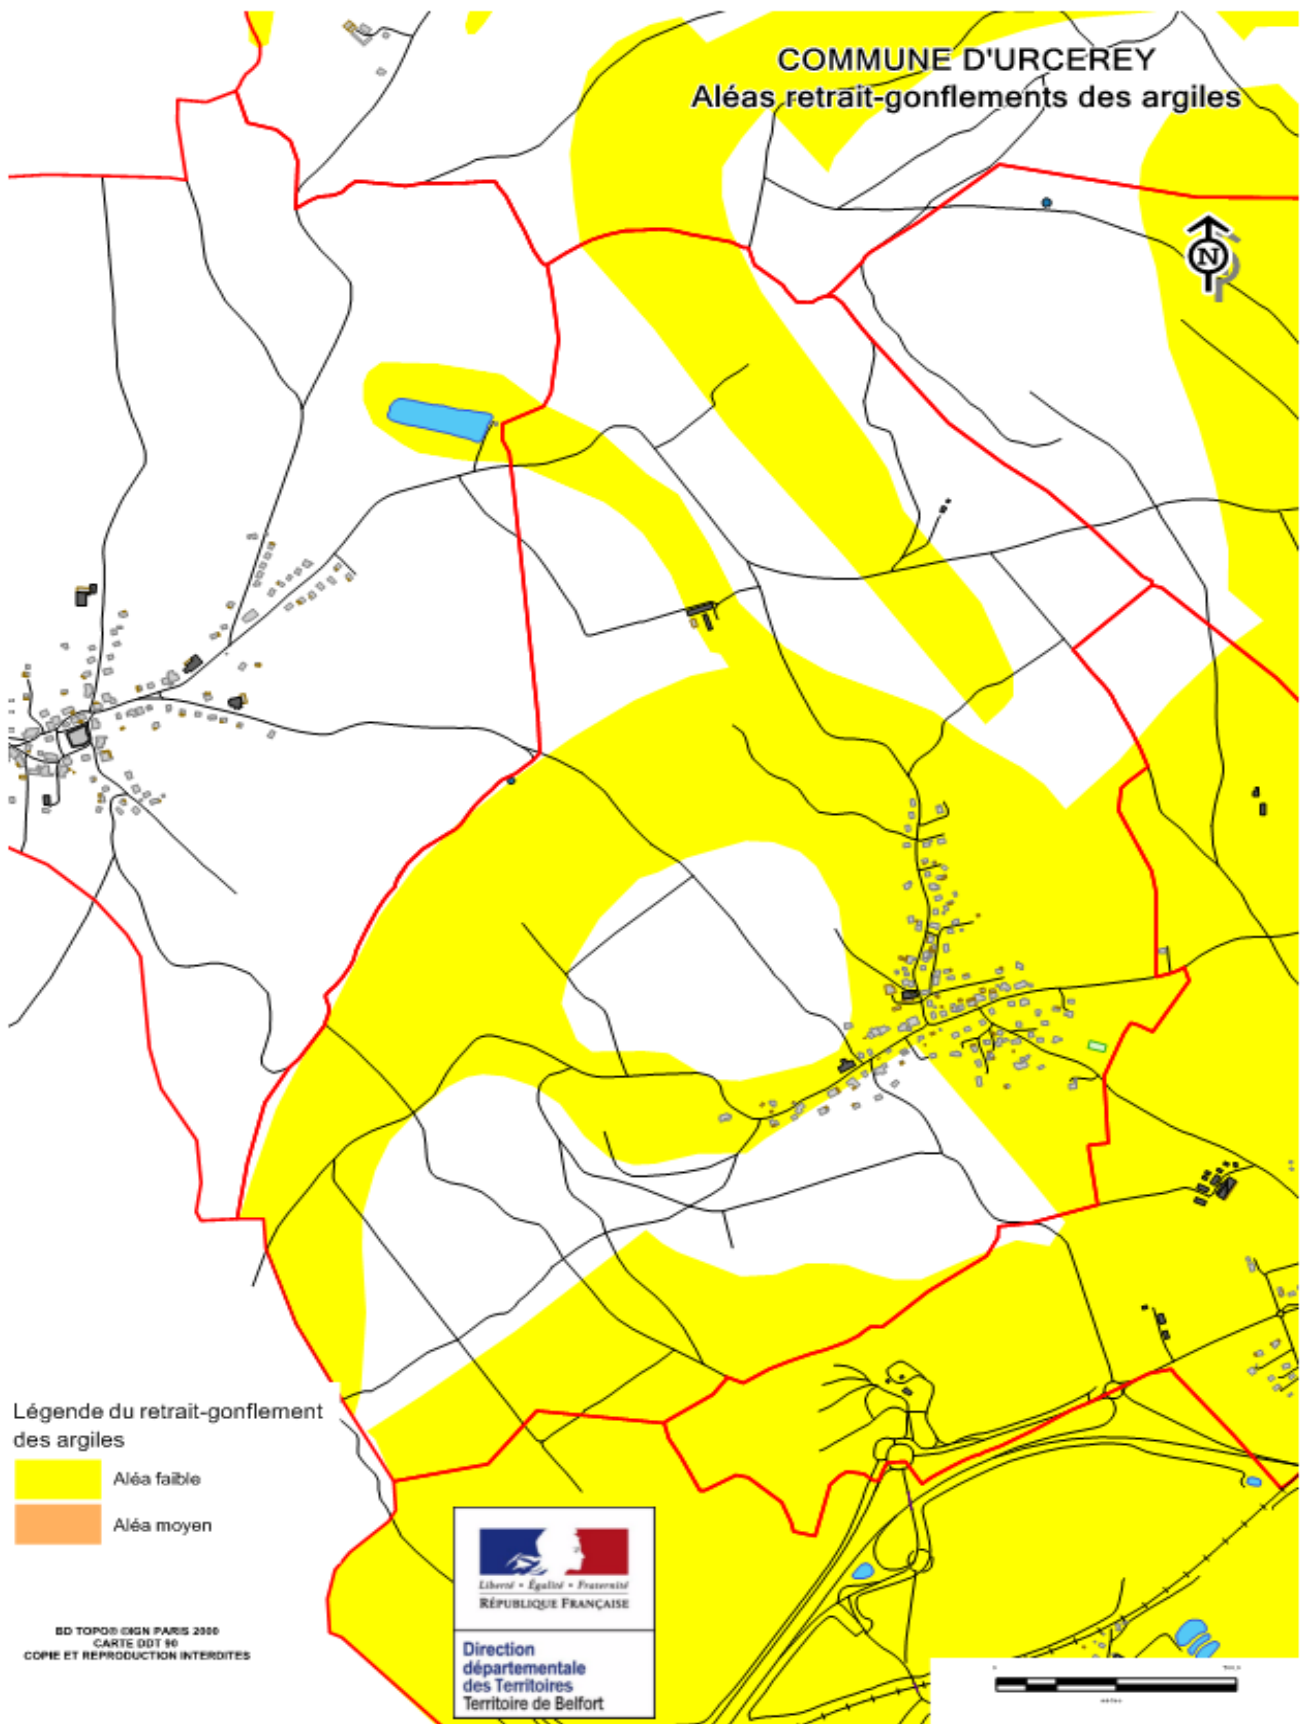 COMMUNE D'URCEREY
Aléas retrait-gonflements des argiles
N
Légende du retrait-gonflement
des argiles
Aléa faible
Aléa moyen
BD TOPO® ©IGN PARIS 2000
CARTE DDT 90
COPIE ET REPRODUCTION INTERDITES
Liberté • Égalité • Fraternité
RÉPUBLIQUE FRANÇAISE
Direction
départementale
des Territoires
Territoire de Belfort